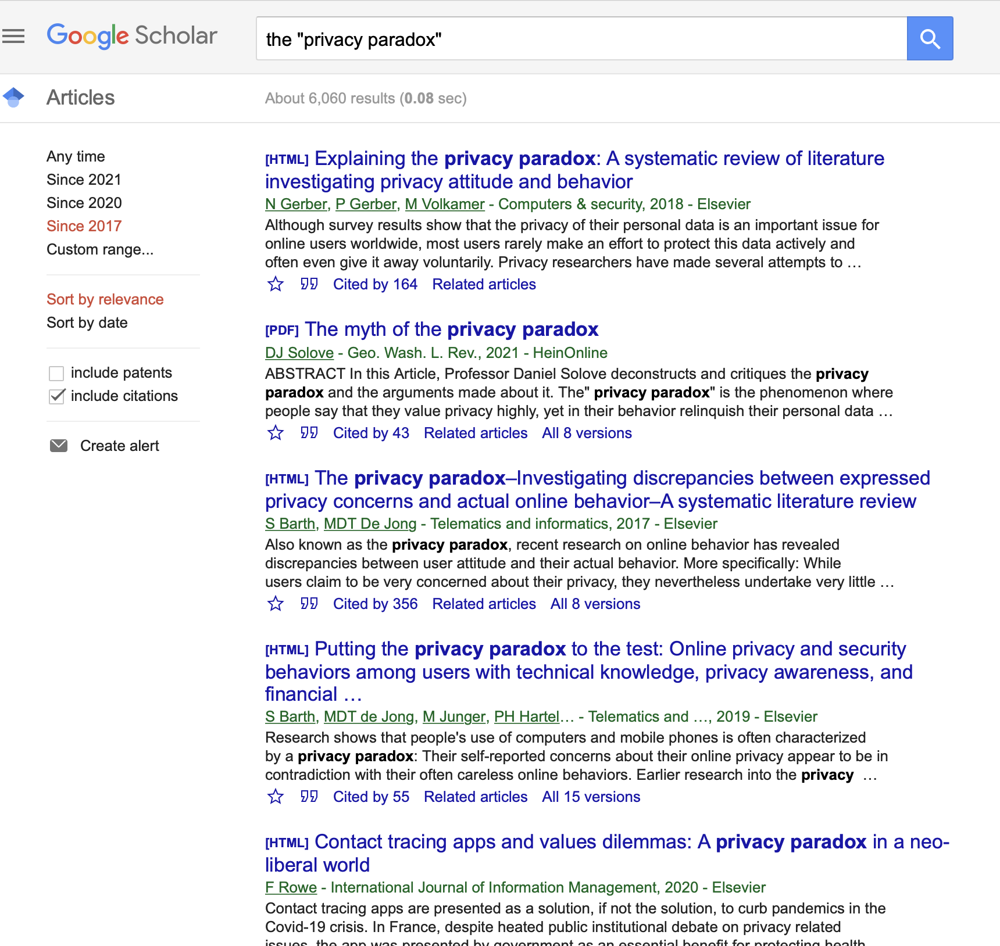 Google Scholar
the "privacy paradox"
Articles
About 6,060 results (0.08 sec)
Any time
Since 2021
Since 2020
Since 2017
Custom range...
Sort by relevance
Sort by date
include patents
include citations
Create alert
[HTML] Explaining the privacy paradox: A systematic review of literature
investigating privacy attitude and behavior
N Gerber, P Gerber, M Volkamer - Computers & security, 2018 - Elsevier
Although survey results show that the privacy of their personal data is an important issue for
online users worldwide, most users rarely make an effort to protect this data actively and
often even give it away voluntarily. Privacy researchers have made several attempts to …
Cited by 164 Related articles
[PDF] The myth of the privacy paradox
DJ Solove - Geo. Wash. L. Rev., 2021 - HeinOnline
ABSTRACT In this Article, Professor Daniel Solove deconstructs and critiques the privacy
paradox and the arguments made about it. The" privacy paradox" is the phenomenon where
people say that they value privacy highly, yet in their behavior relinquish their personal data …
Cited by 43 Related articles All 8 versions
[HTML] The privacy paradox–Investigating discrepancies between expressed
privacy concerns and actual online behavior–A systematic literature review
S Barth, MDT De Jong - Telematics and informatics, 2017 - Elsevier
Also known as the privacy paradox, recent research on online behavior has revealed
discrepancies between user attitude and their actual behavior. More specifically: While
users claim to be very concerned about their privacy, they nevertheless undertake very little …
Cited by 356 Related articles All 8 versions
[HTML] Putting the privacy paradox to the test: Online privacy and security
behaviors among users with technical knowledge, privacy awareness, and
financial …
S Barth, MDT de Jong, M Junger, PH Hartel… - Telematics and …, 2019 - Elsevier
Research shows that people's use of computers and mobile phones is often characterized
by a privacy paradox: Their self-reported concerns about their online privacy appear to be in
contradiction with their often careless online behaviors. Earlier research into the privacy …
Cited by 55 Related articles All 15 versions
[HTML] Contact tracing apps and values dilemmas: A privacy paradox in a neo-
liberal world
F Rowe - International Journal of Information Management, 2020 - Elsevier
Contact tracing apps are presented as a solution, if not the solution, to curb pandemics in the
Covid-19 crisis. In France, despite heated public institutional debate on privacy related
issues, the app was presented by government as an essential benefit for protecting health